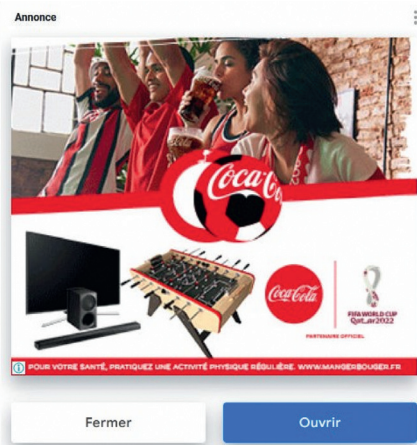 Annonce
Coca-Co
Coca-Cola
FIFA WORLD CUP
Qatar2022
PARTENAIRE OFFICIEL
POUR VOTRE SANTÉ, PRATIQUEZ UNE ACTIVITÉ PHYSIQUE RÉGULIÈRE. WWW.MANGERBOUGER.FR
Fermer
Ouvrir